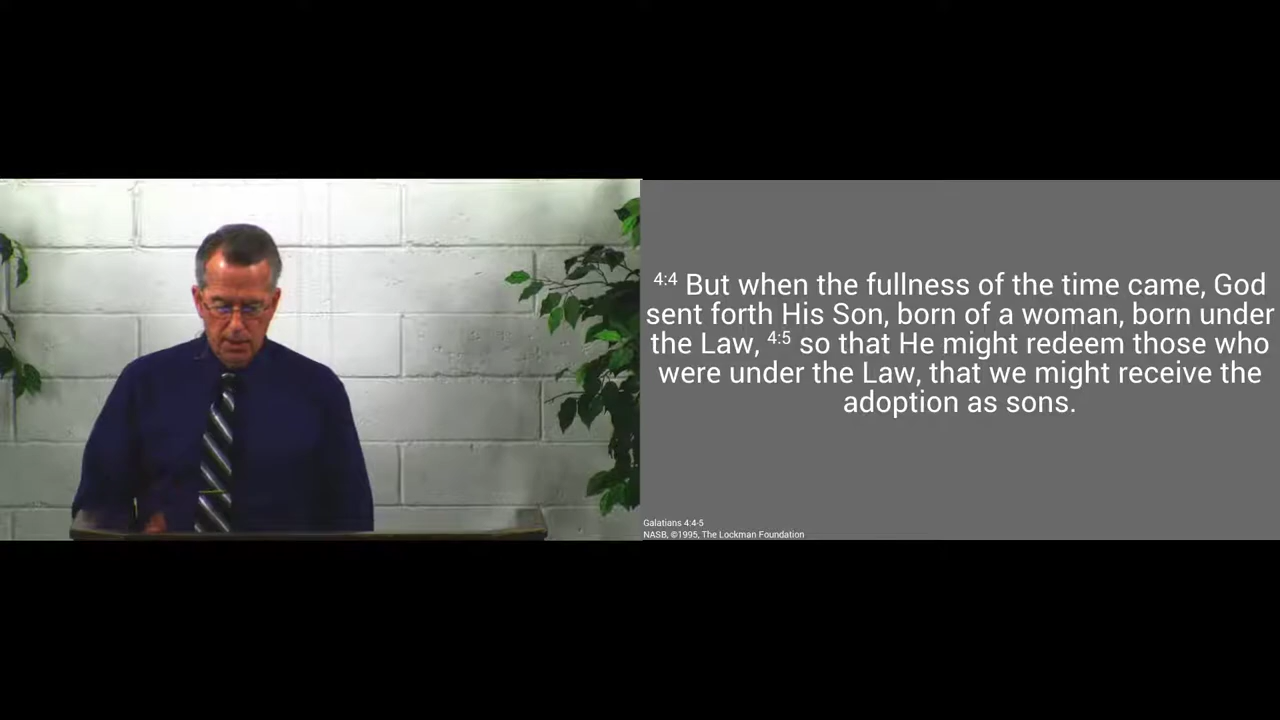 4:4 But when the fullness of the time came, God
sent forth His Son, born of a woman, born under
the Law, 4:5 so that He might redeem those who
were under the Law, that we might receive the
adoption as sons.
Galatians 4:4-5
NASB, ©1995, The Lockman Foundation